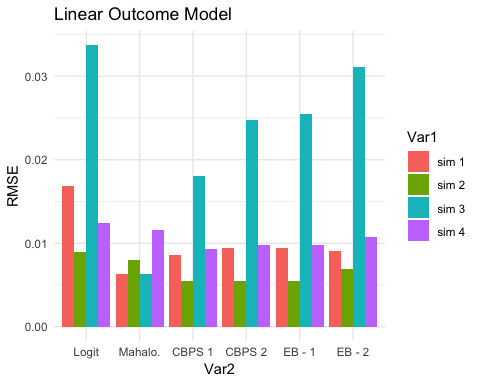 Linear Outcome Model
RMSE
0.03
0.02
0.01
0.00
Logit Mahalo. CBPS 1 CBPS 2 EB - 1 EB - 2
Var2
Var1
sim 1
sim 2
sim 3
sim 4